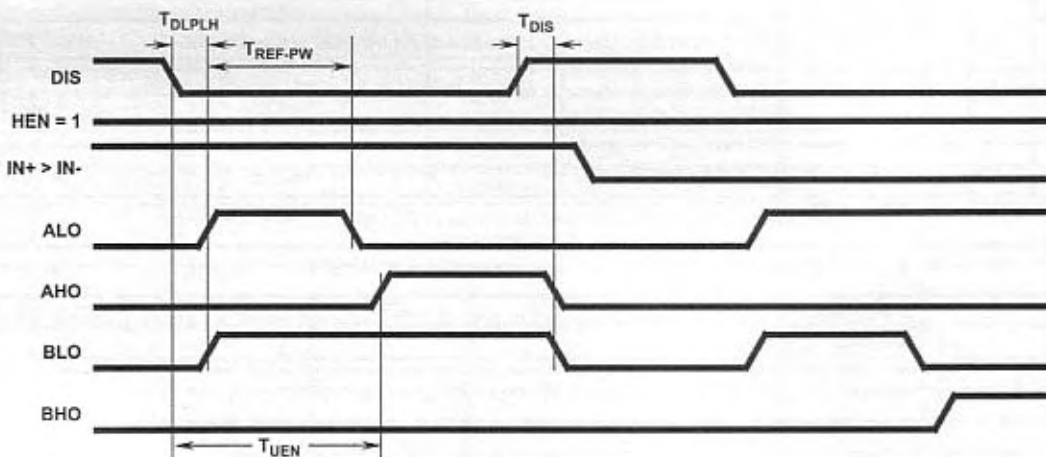 TDLPLH
TDIS
TREF-PW
DIS
HEN = 1
IN+ > IN-
ALO
AHO
BLO
BHO
TUEN